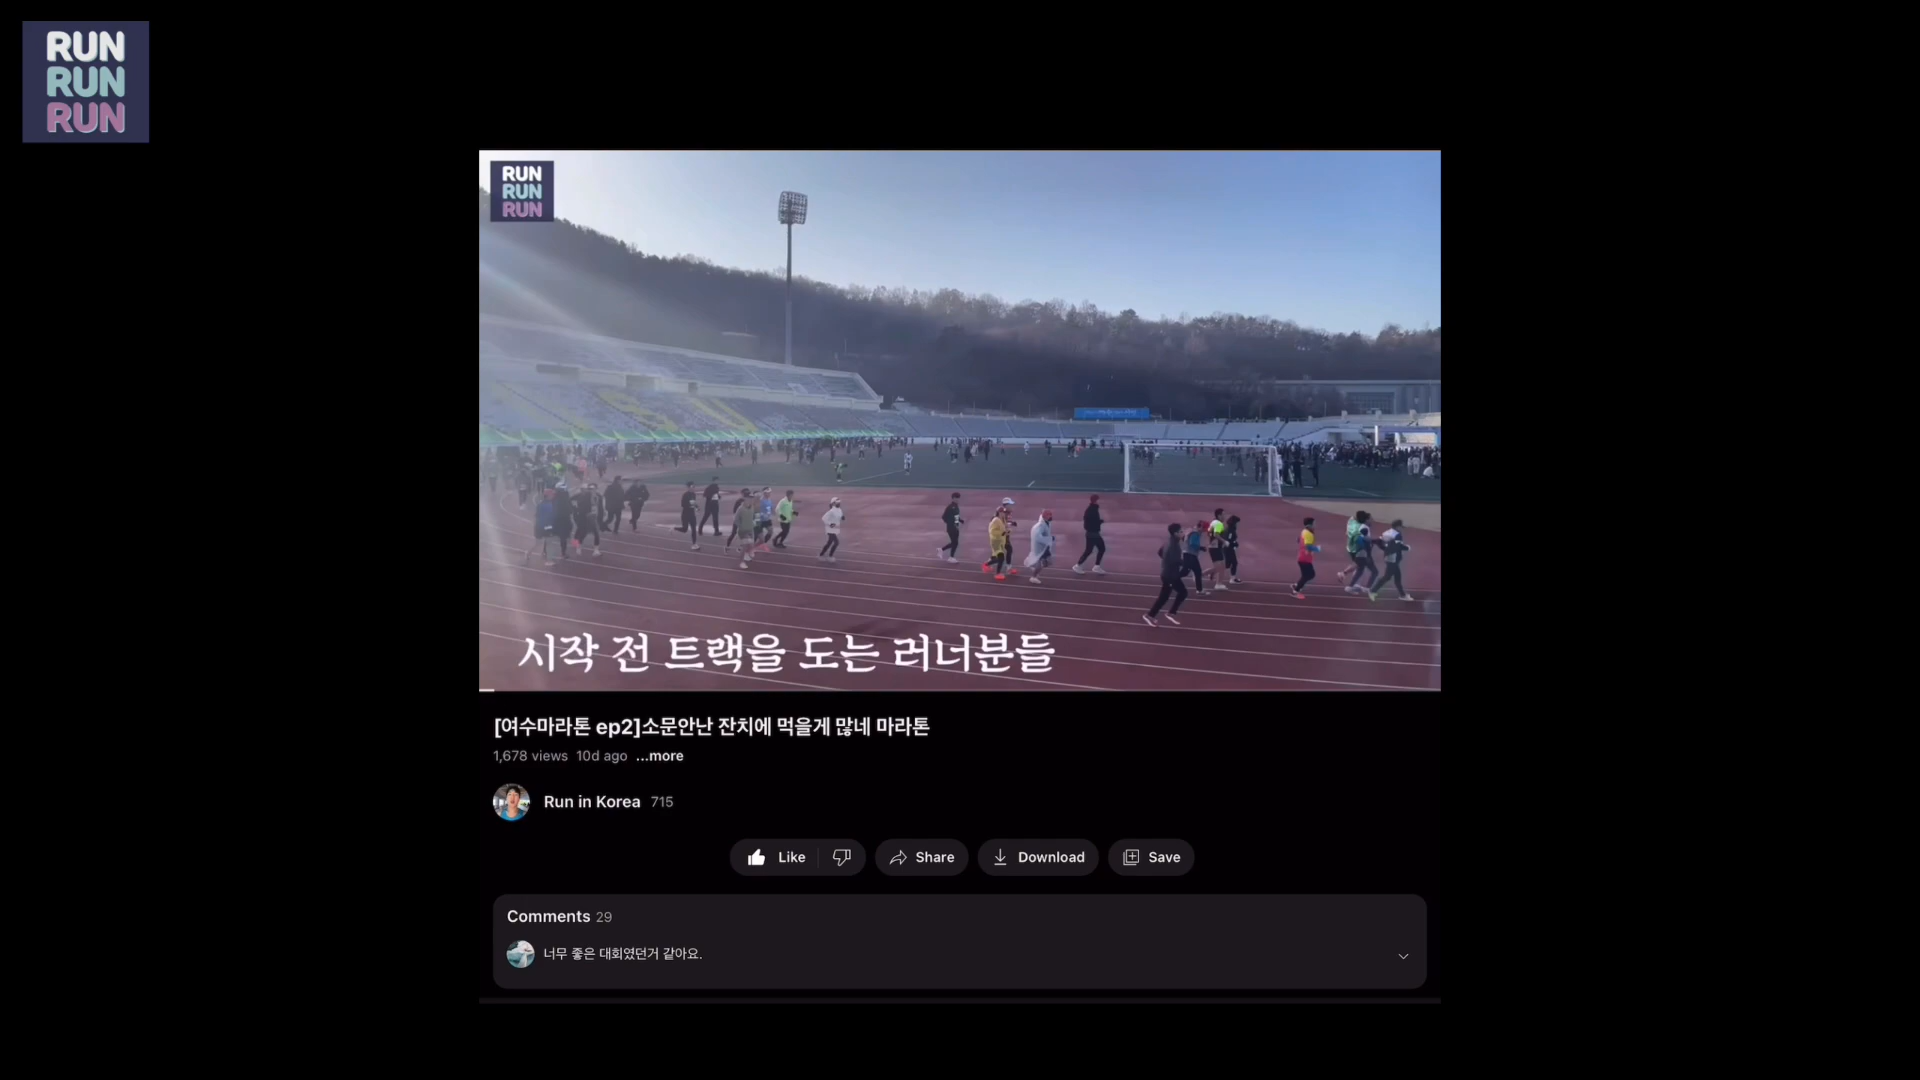 RUN
RUN
RUN
RUN
RUN
RUN
시작 전 트랙을 도는 러너분들
[여수마라톤 ep2]소문안난 잔치에 먹을게 많네 마라톤
1,678 views 10d ago ...more
Run in Korea 715
Like Share Download Save
Comments 29
너무 좋은 대회였던거 같아요.